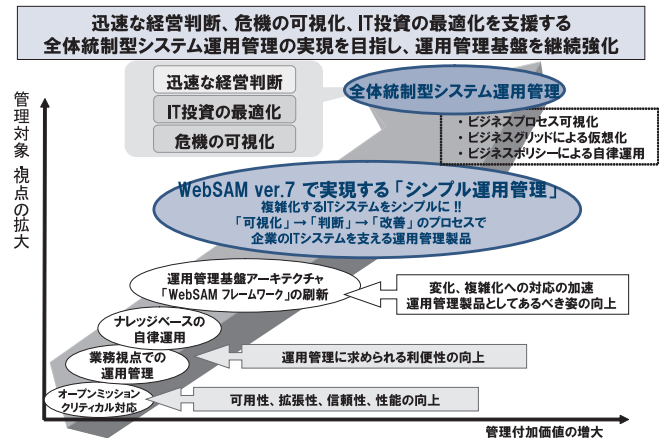 迅速な経営判断、危機の可視化、IT投資の最適化を支援する
全体統制型システム運用管理の実現を目指し、運用管理基盤を継続強化
迅速な経営判断
IT投資の最適化
危機の可視化
全体統制型システム運用管理
・ビジネスプロセス可視化
・ビジネスグリッドによる仮想化
・ビジネスポリシーによる自律運用
管理対象・視点の拡大
WebSAM ver.7 で実現する「シンプル運用管理」
複雑化するITシステムをシンプルに!!
「可視化」→「判断」→「改善」のプロセスで
企業のITシステムを支える運用管理製品
運用管理基盤アーキテクチャ
「WebSAM フレームワーク」の刷新
変化、複雑化への対応の加速
運用管理製品としてあるべき姿の向上
ナレッジベースの
自律運用
業務視点での
運用管理
運用管理に求められる利便性の向上
オープンミッション
クリティカル対応
可用性、拡張性、信頼性、性能の向上
管理付加価値の増大